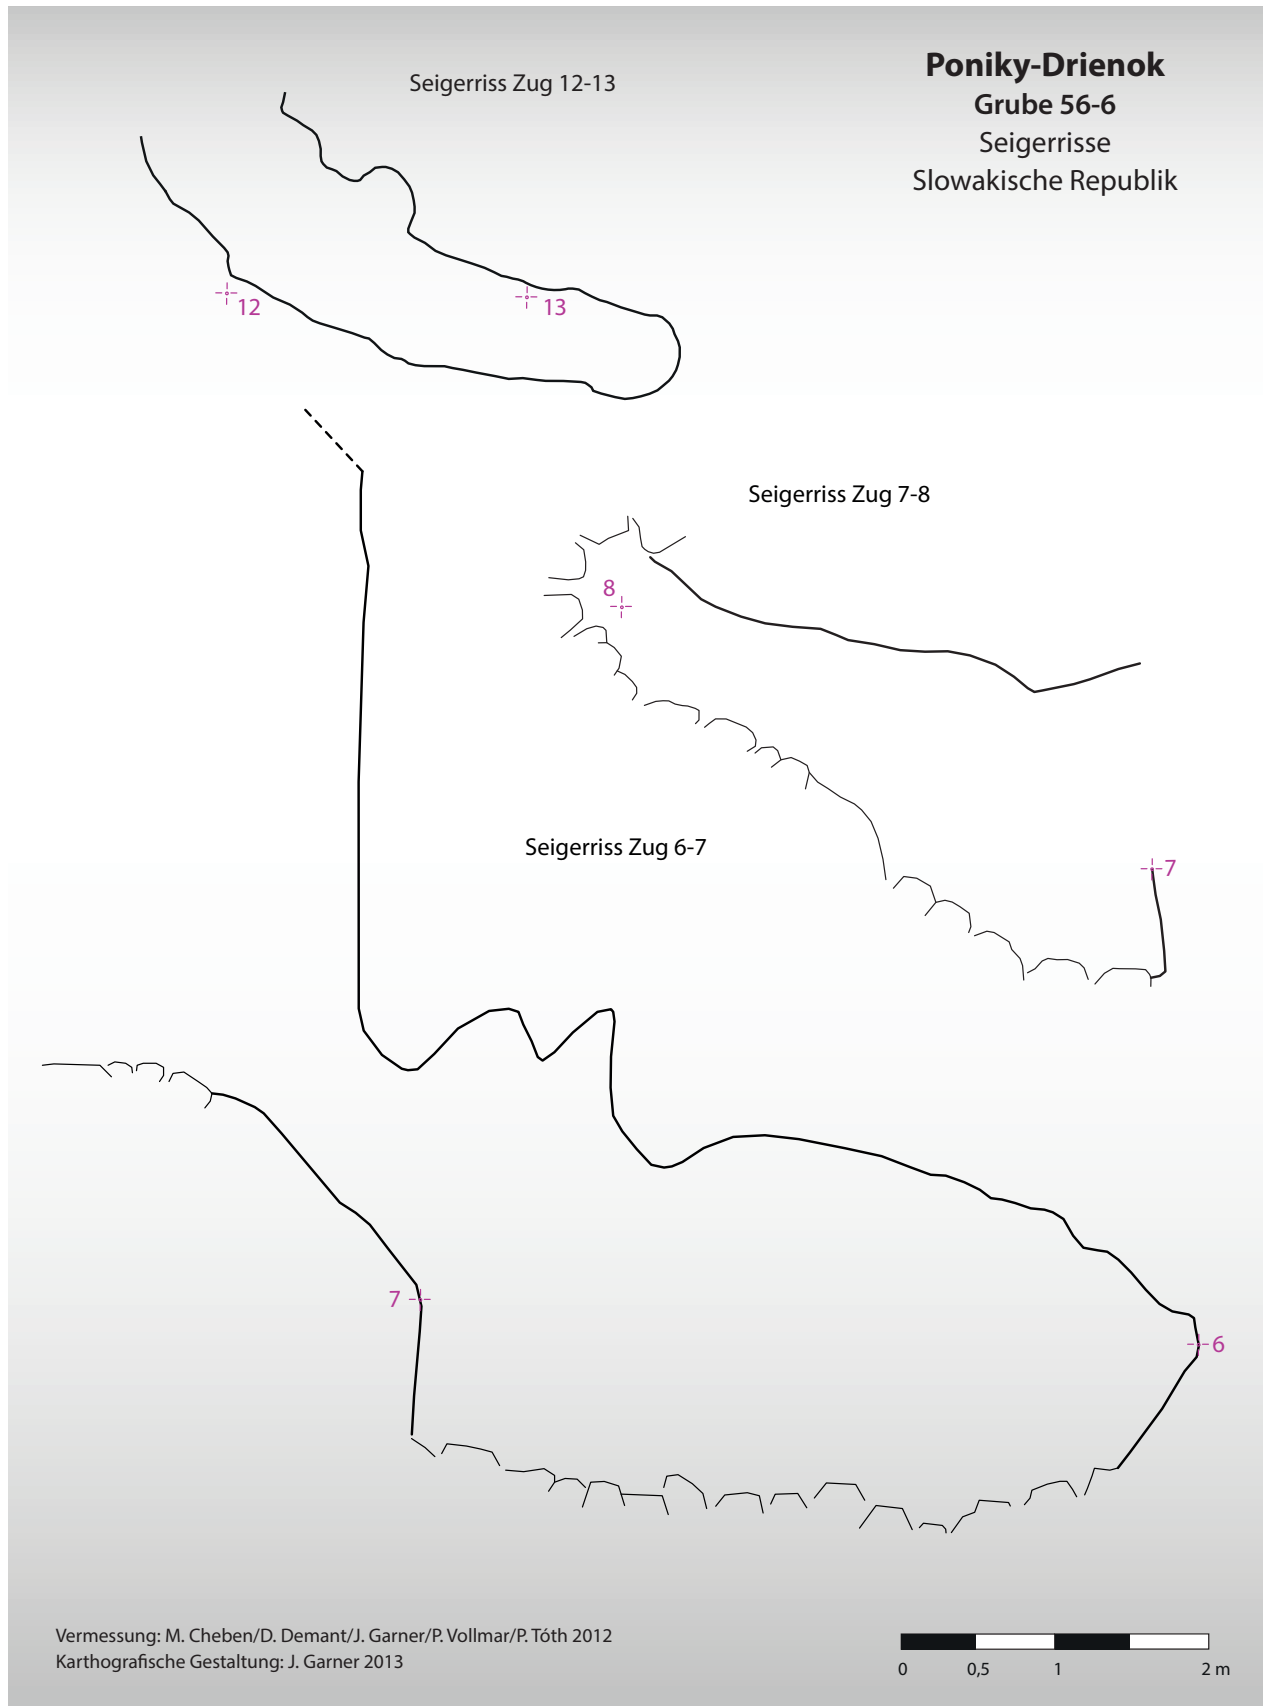 Poniky-Drienok
Grube 56-6
Seigerrisse
Slowakische Republik
Seigerriss Zug 12-13
12
13
Seigerriss Zug 7-8
8
7
Seigerriss Zug 6-7
7
6
Vermessung: M. Cheben/D. Demant/J. Garner/P. Vollmar/P. Tóth 2012
Karthografische Gestaltung: J. Garner 2013
0 0,5 1 2 m